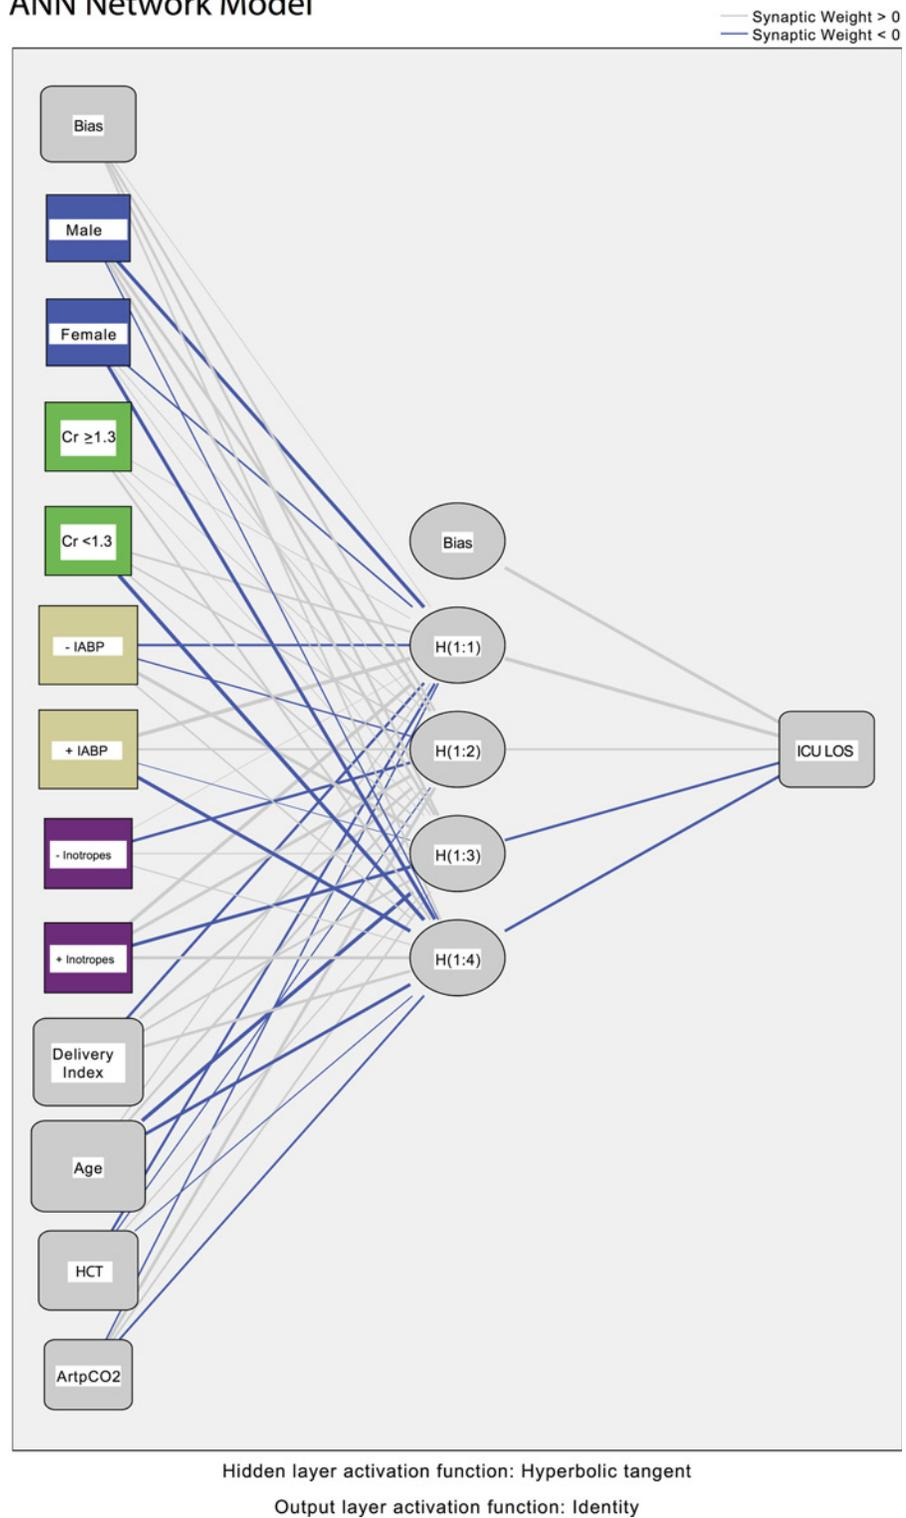 ANN Network Model
Synaptic Weight > 0
Synaptic Weight < 0
Bias
Male
Female
Cr ≥1.3
Cr <1.3
- IABP
+ IABP
- Inotropes
+ Inotropes
Delivery
Index
Age
HCT
ArtpCO2
Bias
H(1:1)
H(1:2)
H(1:3)
H(1:4)
ICU LOS
Hidden layer activation function: Hyperbolic tangent
Output layer activation function: Identity